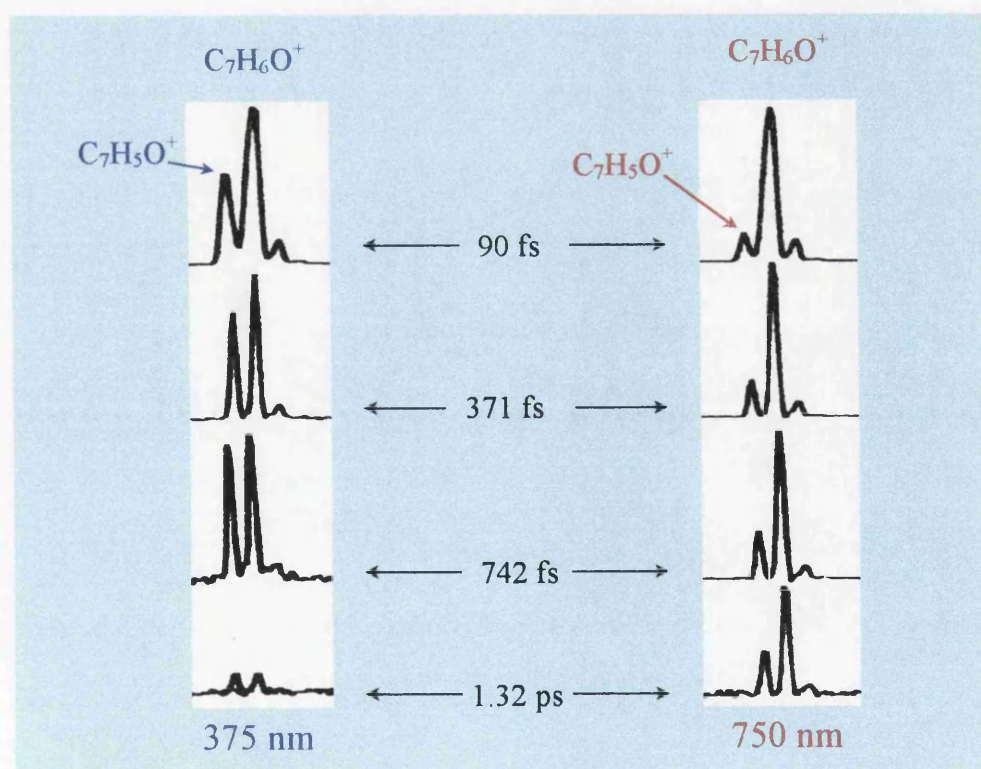 C₇H₆O⁺ C₇H₆O⁺
C₇H₅O⁺ C₇H₅O⁺
90 fs
371 fs
742 fs
1.32 ps
375 nm 750 nm